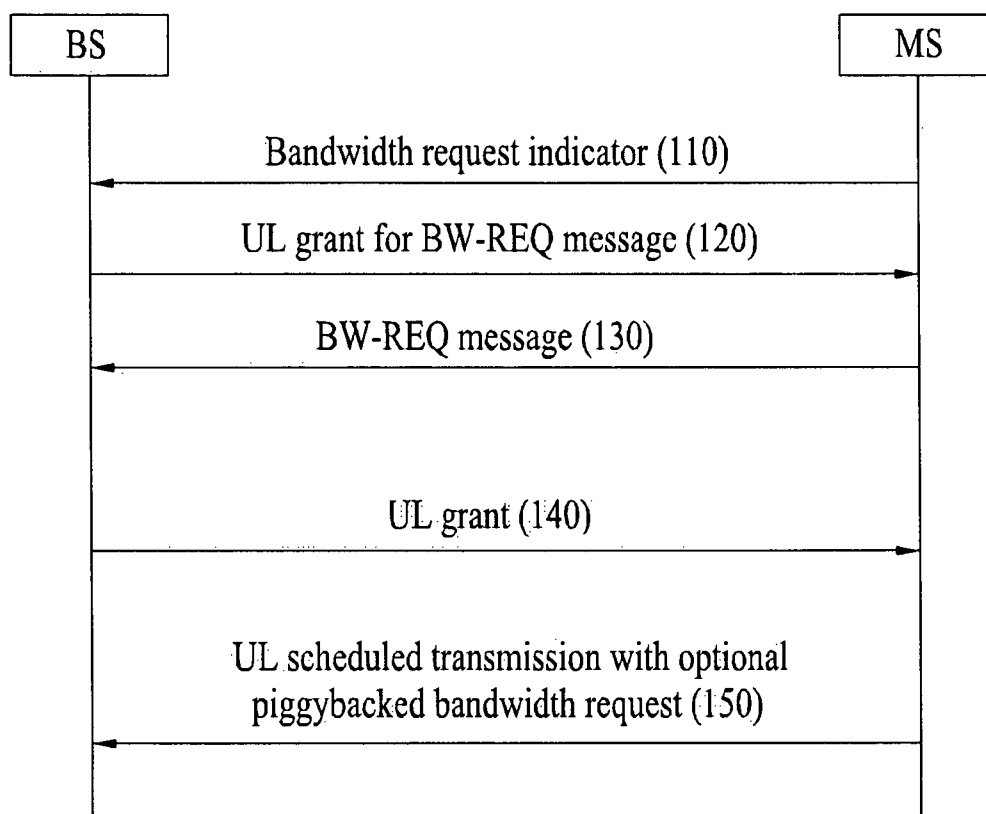 BS
MS
Bandwidth request indicator (110)
UL grant for BW-REQ message (120)
BW-REQ message (130)
UL grant (140)
UL scheduled transmission with optional
piggybacked bandwidth request (150)